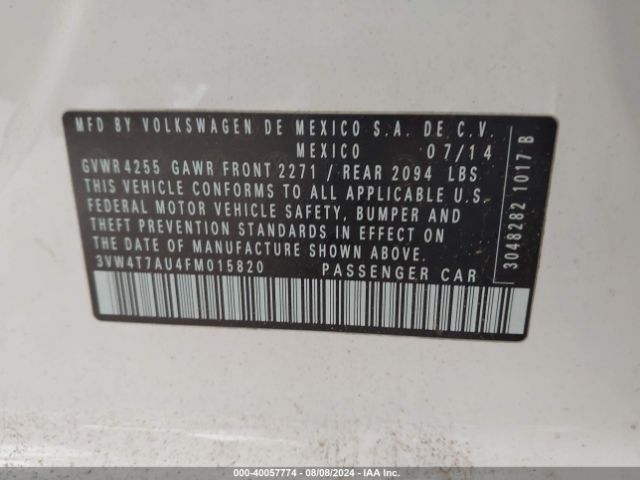 MFD BY VOLKSWAGEN DE MEXICO S.A. DE C.V.
MEXICO 07/14
GVWR 4255 GAWR FRONT 2271 / REAR 2094 LBS
THIS VEHICLE CONFORMS TO ALL APPLICABLE U.S.
FEDERAL MOTOR VEHICLE SAFETY, BUMPER AND
THEFT PREVENTION STANDARDS IN EFFECT ON
THE DATE OF MANUFACTURE SHOWN ABOVE.
3VW4T7AU4FM015820 PASSENGER CAR
3048282 1017 B
000-40057774 - 08/08/2024 - IAA Inc.